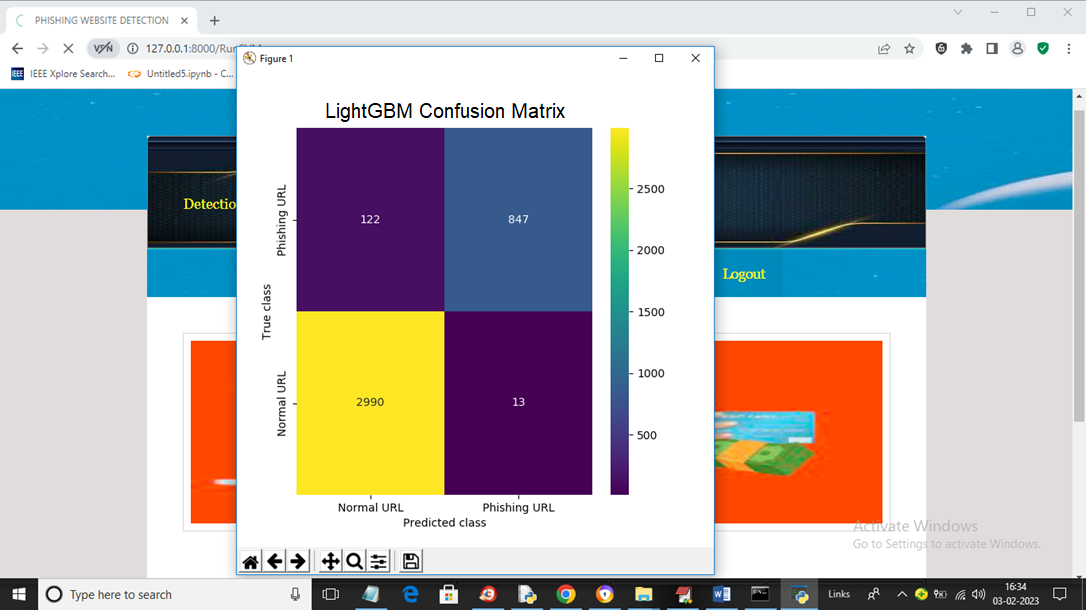 PHISHING WEBSITE DETECTION
127.0.0.1:8000/Run
IEEE
IEEE Xplore Search...
Untitled5.ipynb - C...
Figure 1
LightGBM Confusion Matrix
Detectio
Logout
True class
Phishing URL
Normal URL
122
847
2990
13
2500
2000
1500
1000
500
Normal URL
Phishing URL
Predicted class
Activate Windows
Go to Settings to activate Windows.
Type here to search
Links
16:34
03-02-2023